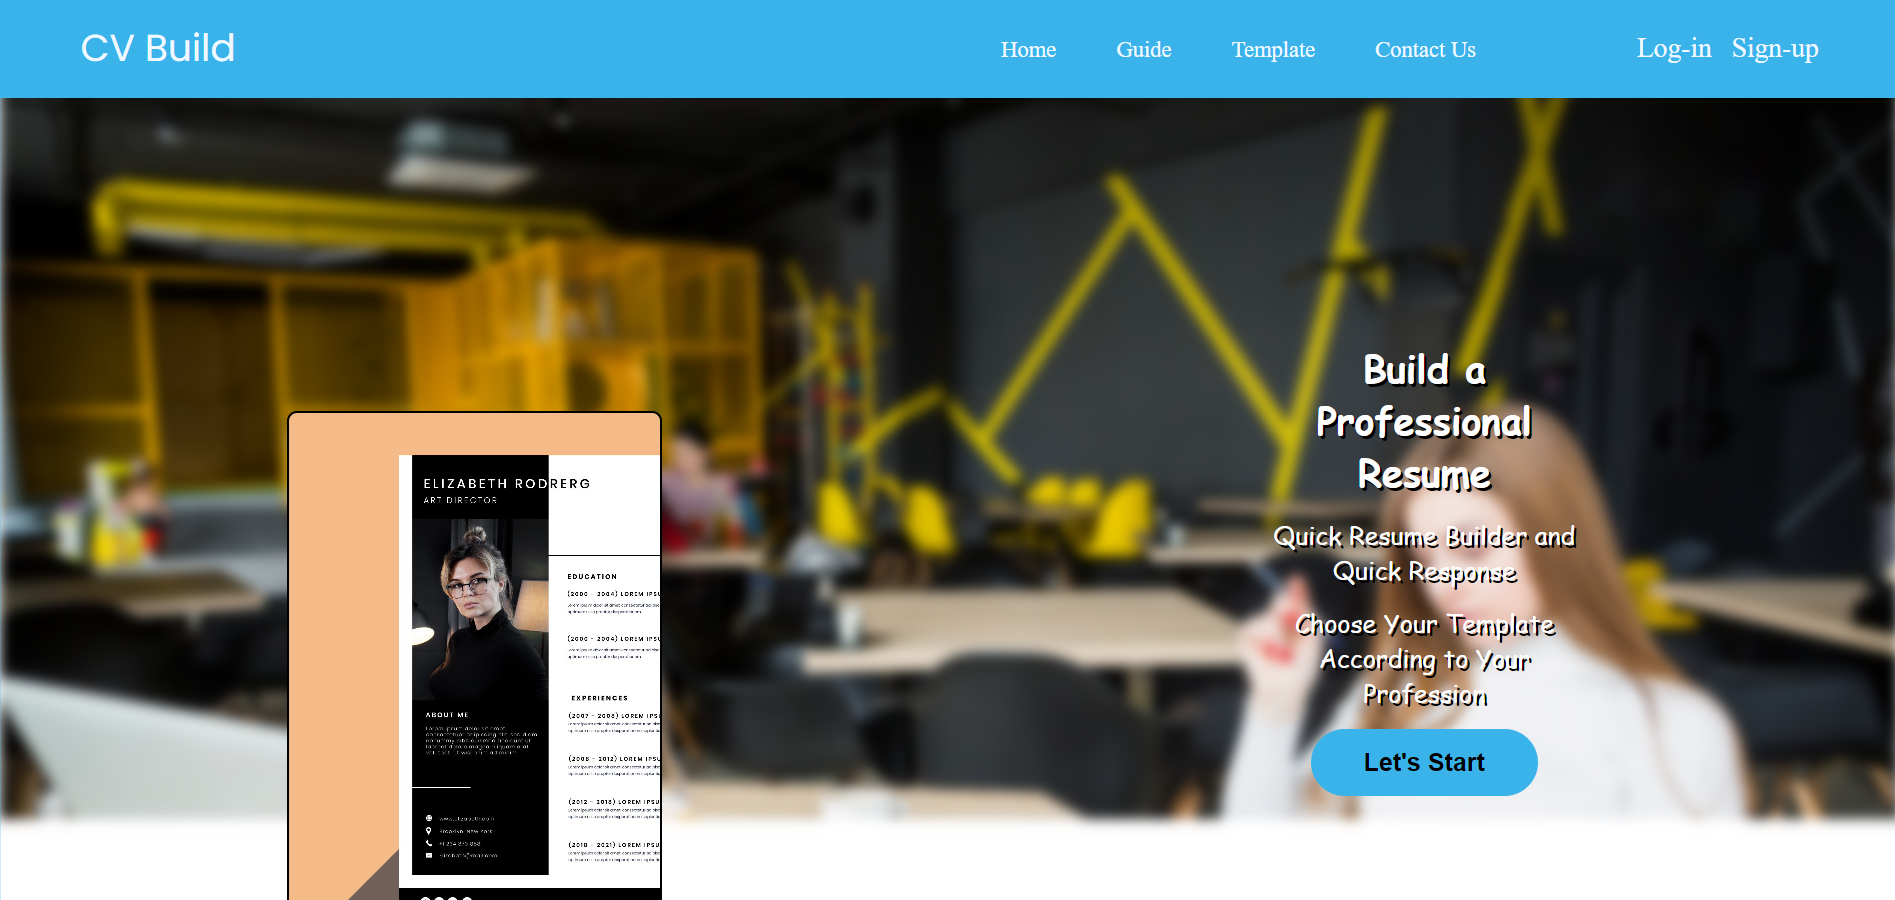 CV Build
Home Guide Template Contact Us
Log-in Sign-up
Build a
Professional
Resume
Quick Resume Builder and
Quick Response
Choose Your Template
According to Your
Profession
Let's Start
ELIZABETH RODRERG
ART DIRECTOR
ABOUT ME
EDUCATION
(2000 - 2004) LOREM IPSU
(2000 - 2004) LOREM IPSU
EXPERIENCES
(2007 - 2008) LOREM IPSU
(2008 - 2012) LOREM IPSU
(2012 - 2018) LOREM IPSU
(2018 - 2021) LOREM IPSU